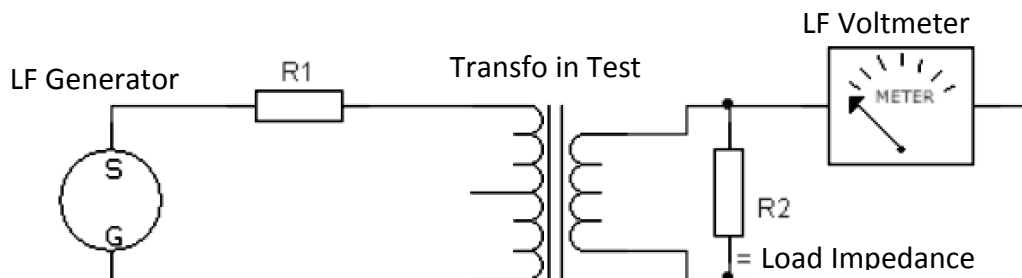 LF Voltmeter
LF Generator
R1
Transfo in Test
METER
S
G
R2
= Load Impedance